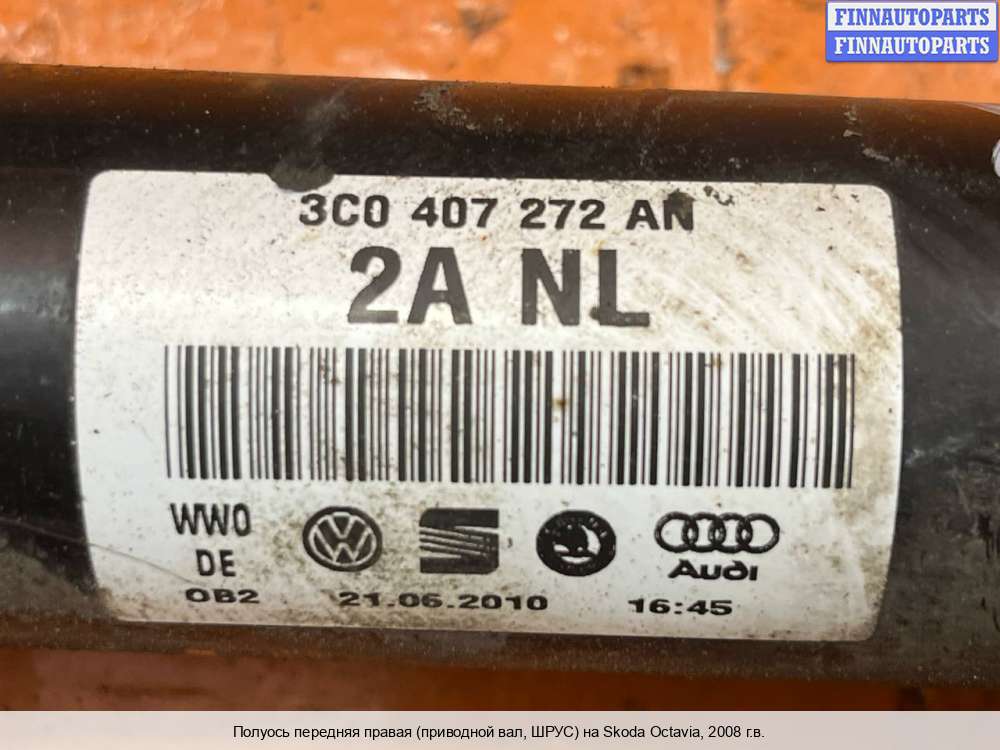 FINNAUTOPARTS
FINNAUTOPARTS
3C0 407 272 AN
2A NL
WW0
DE
Audi
OB2 21.06.2010 16:45
Полуось передняя правая (приводной вал, ШРУС) на Skoda Octavia, 2008 г.в.